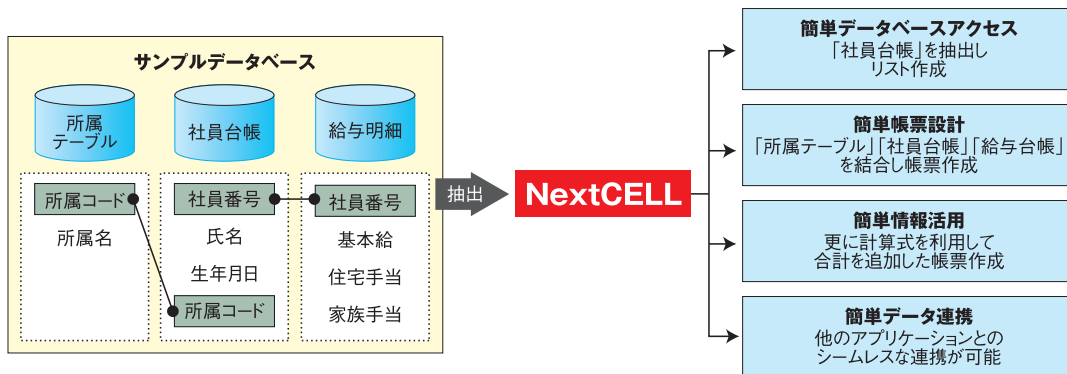 サンプルデータベース
所属
テーブル
社員台帳
給与明細
所属コード
所属名
社員番号
氏名
生年月日
所属コード
社員番号
基本給
住宅手当
家族手当
抽出
NextCELL
簡単データベースアクセス
「社員台帳」を抽出し
リスト作成
簡単帳票設計
「所属テーブル」「社員台帳」「給与台帳」
を結合し帳票作成
簡単情報活用
更に計算式を利用して
合計を追加した帳票作成
簡単データ連携
他のアプリケーションとの
シームレスな連携が可能